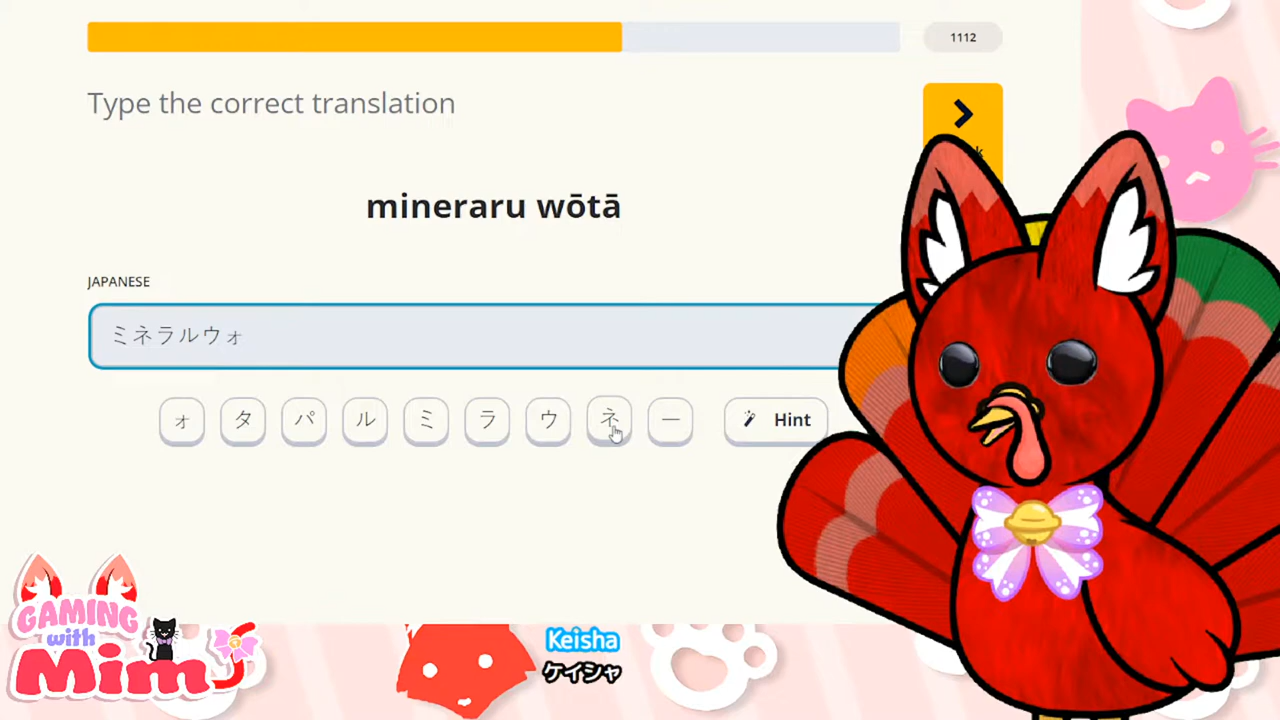 1112
Type the correct translation
mineraru wōtā
JAPANESE
ミネラルウォ
ォ タ パ ル ミ ラ ウ ネ ー Hint
GAMING
with
Mim
Keisha
ケイシャ